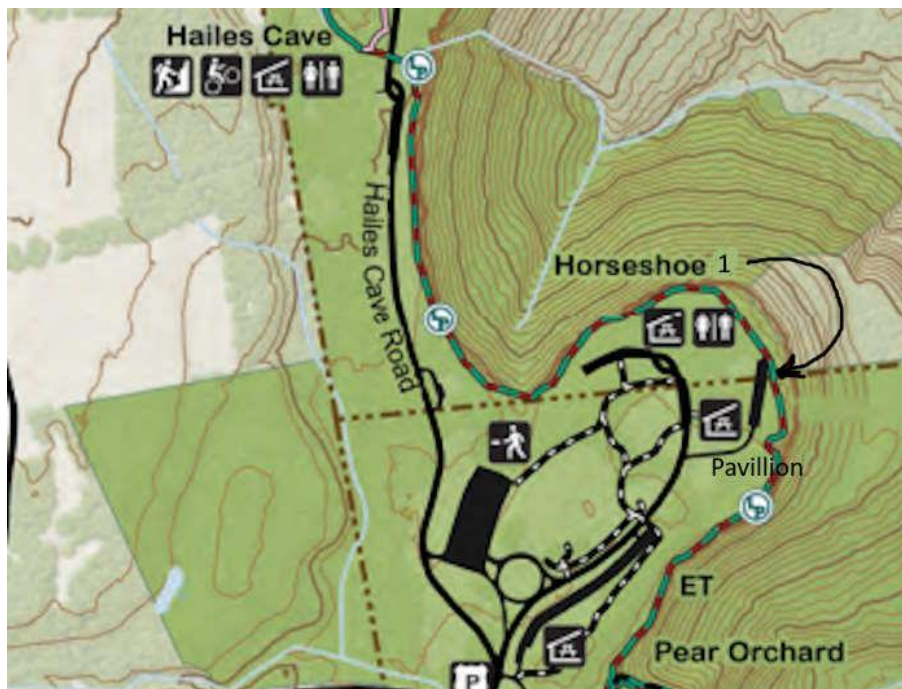 Hailes Cave
Hailes Cave Road
Horseshoe 1
Pavillion
ET
Pear Orchard
P